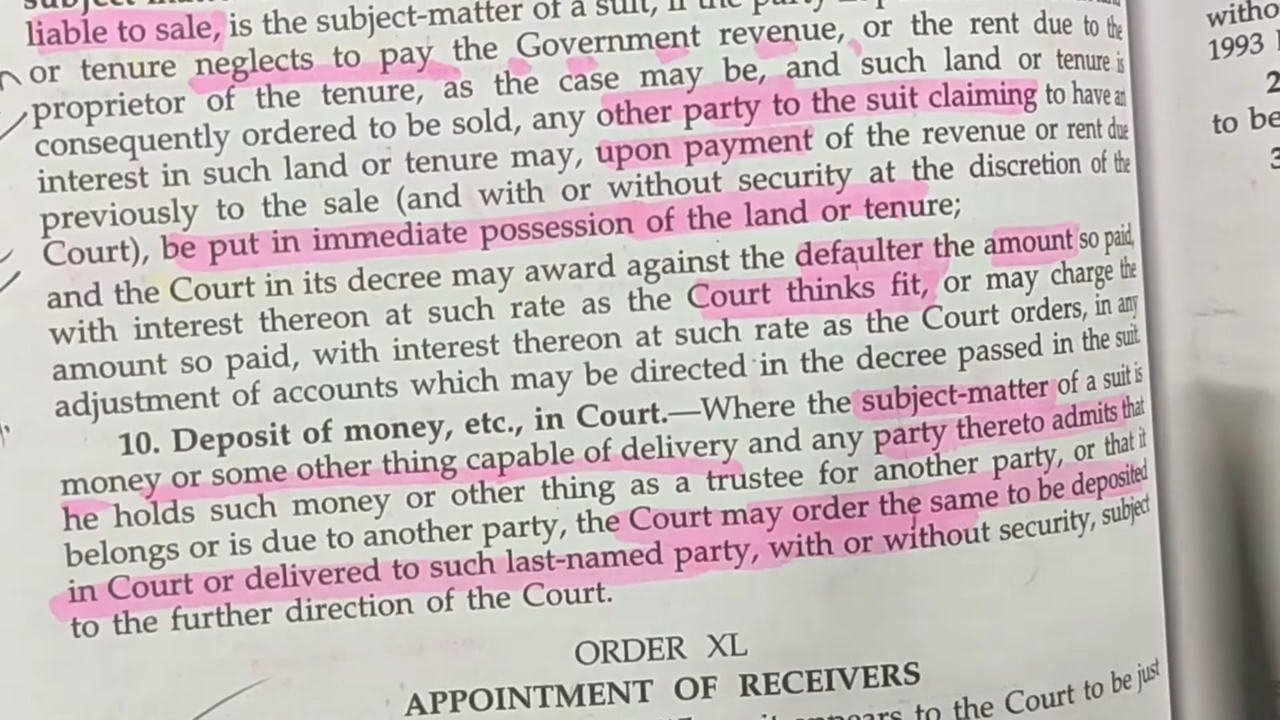 liable to sale, is the subject-matter of a suit, if the
or tenure neglects to pay the Government revenue, or the rent due to the
proprietor of the tenure, as the case may be, and such land or tenure is
consequently ordered to be sold, any other party to the suit claiming to have an
interest in such land or tenure may, upon payment of the revenue or rent due
previously to the sale (and with or without security at the discretion of the
Court), be put in immediate possession of the land or tenure;
and the Court in its decree may award against the defaulter the amount so paid,
with interest thereon at such rate as the Court thinks fit, or may charge the
amount so paid, with interest thereon at such rate as the Court orders, in any
adjustment of accounts which may be directed in the decree passed in the suit
10. Deposit of money, etc., in Court.—Where the subject-matter of a suit is
money or some other thing capable of delivery and any party thereto admits that
he holds such money or other thing as a trustee for another party, or that it
belongs or is due to another party, the Court may order the same to be deposited
in Court or delivered to such last-named party, with or without security, subject
to the further direction of the Court.
ORDER XL
APPOINTMENT OF RECEIVERS
to the Court to be just
1993
to be